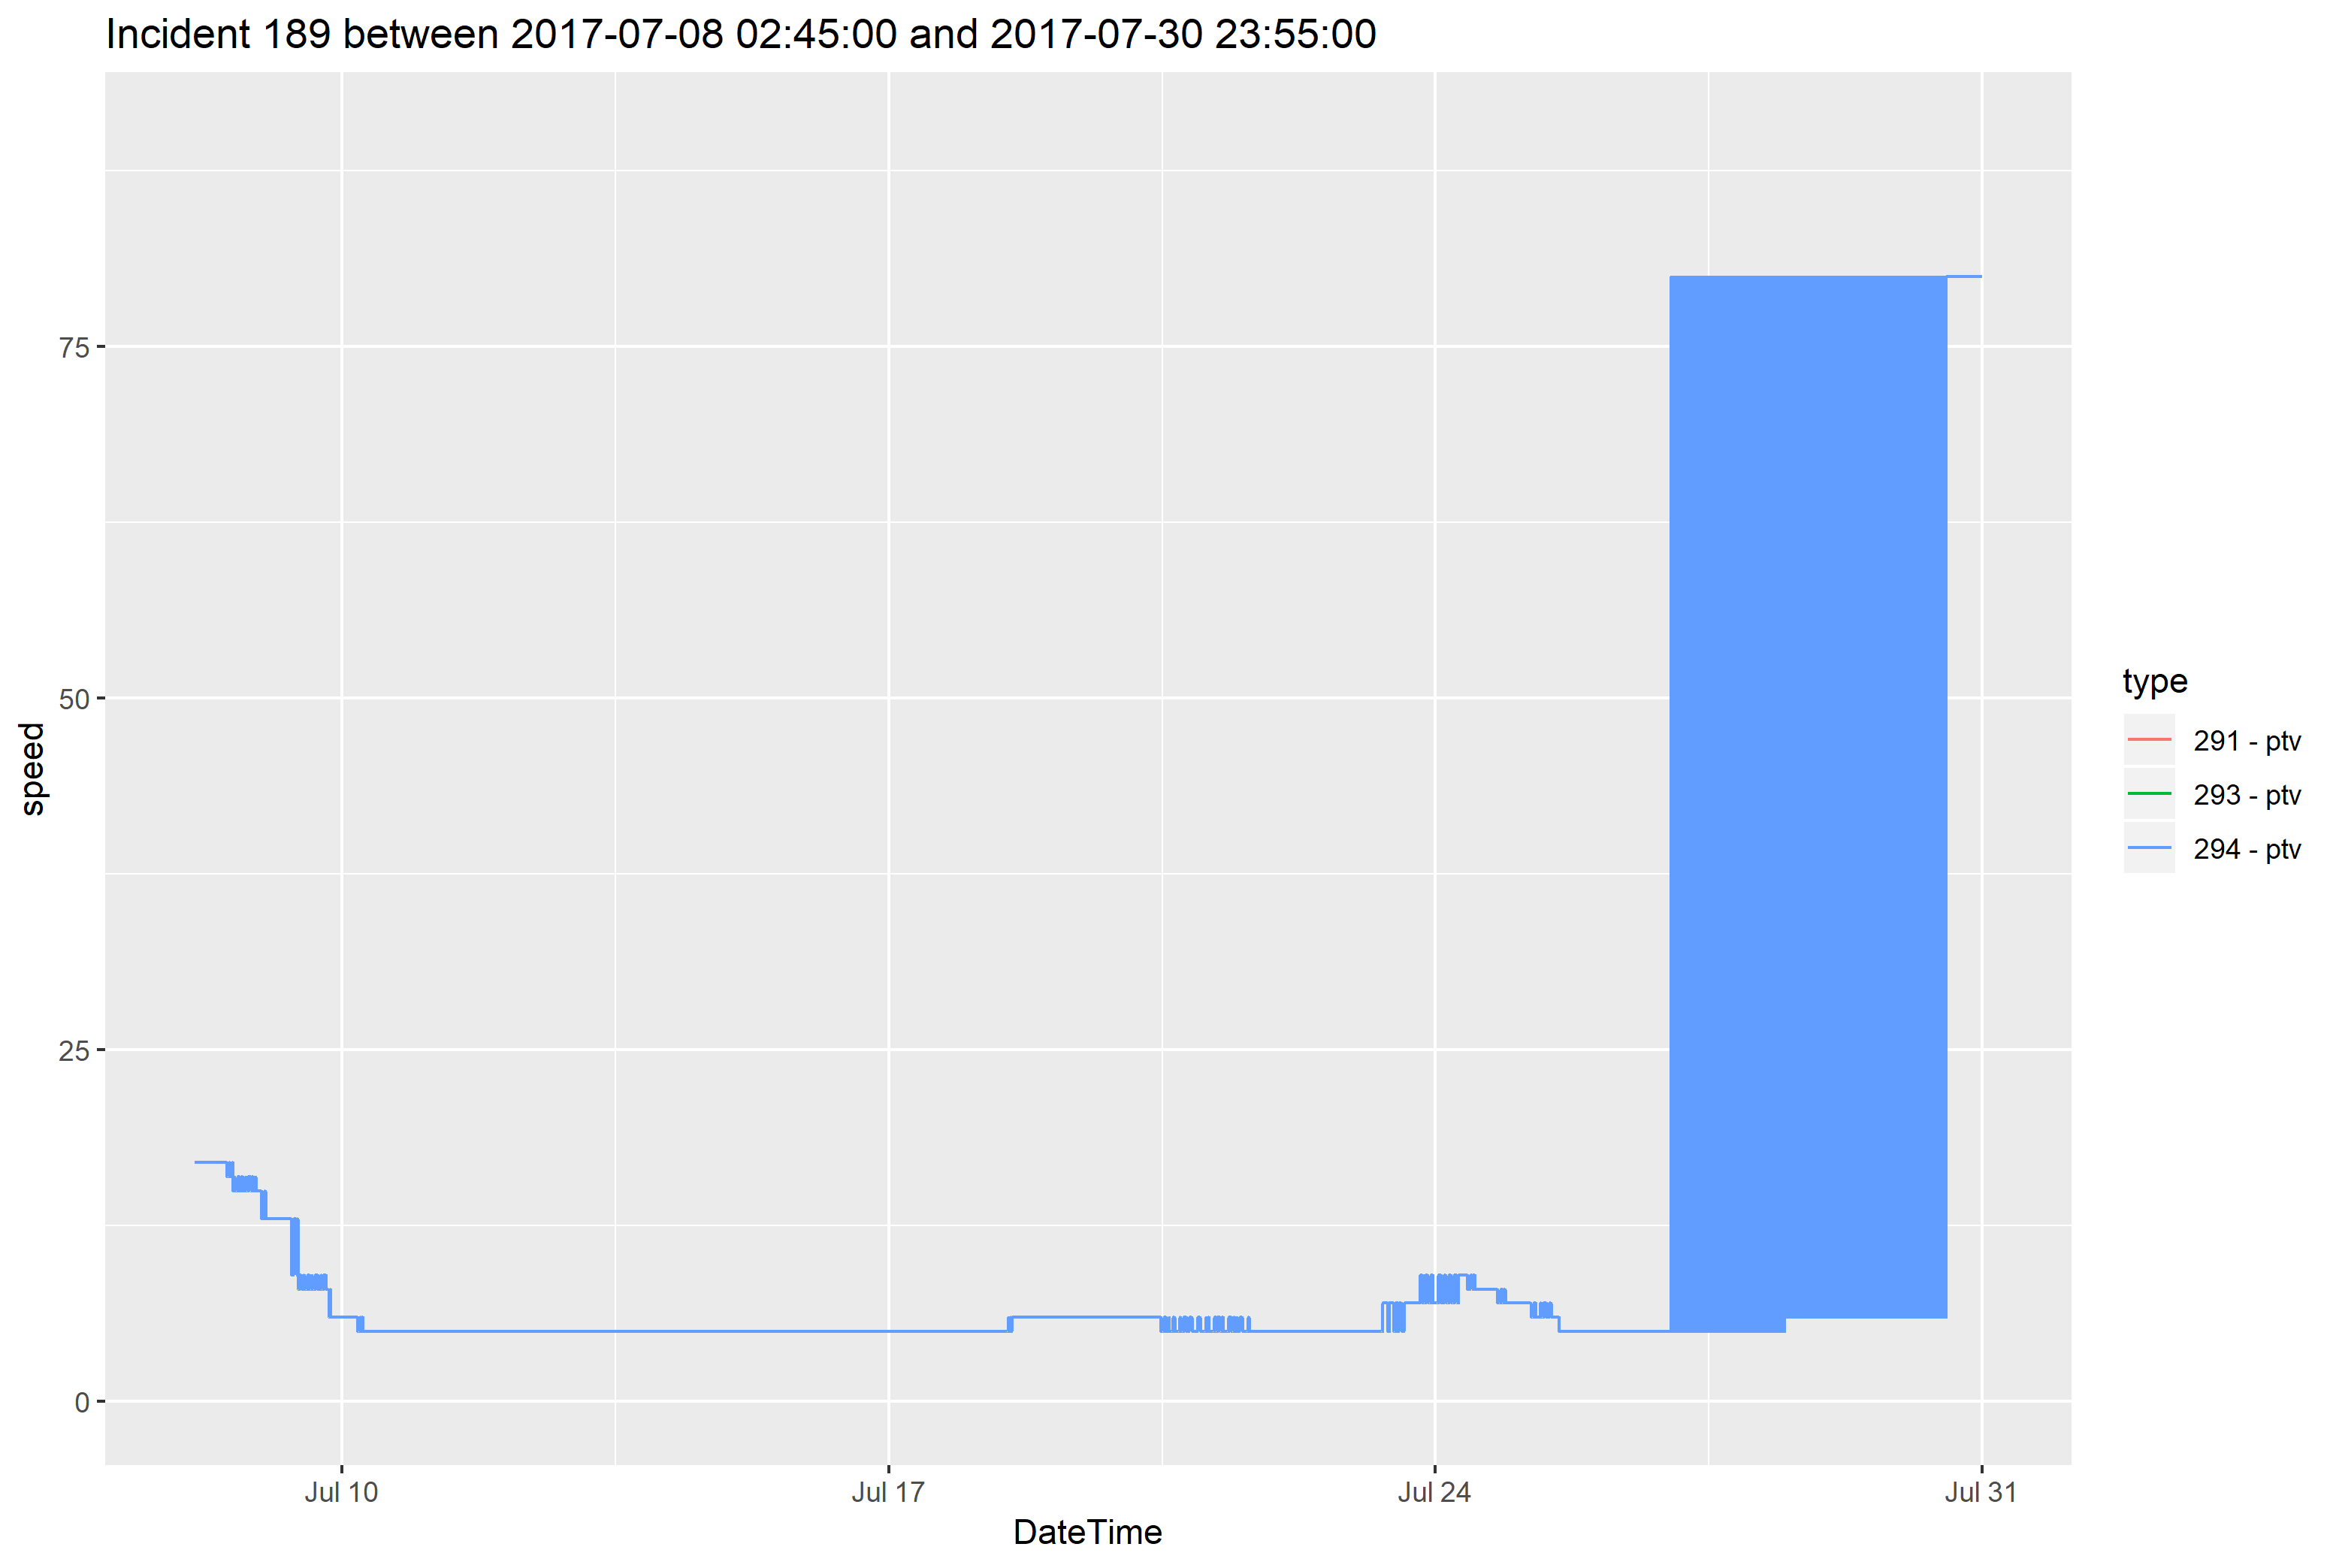 Incident 189 between 2017-07-08 02:45:00 and 2017-07-30 23:55:00
speed
75
50
25
0
Jul 10
Jul 17
Jul 24
Jul 31
DateTime
type
291 - ptv
293 - ptv
294 - ptv